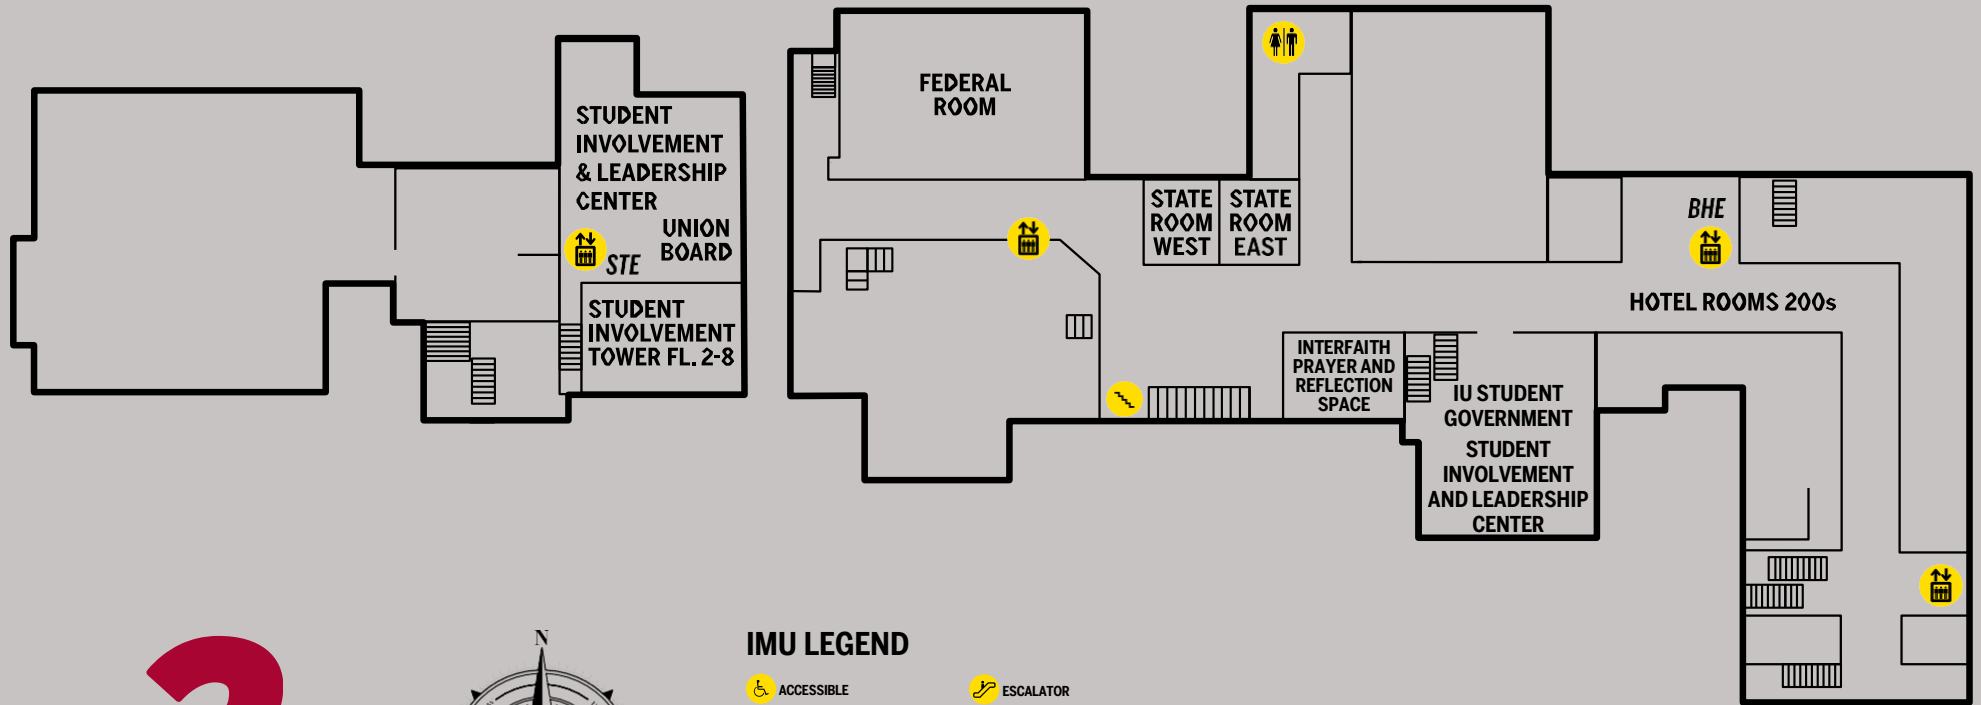 STUDENT
INVOLVEMENT
& LEADERSHIP
CENTER
UNION
BOARD
STE
STUDENT
INVOLVEMENT
TOWER FL. 2-8
FEDERAL
ROOM
STATE
ROOM
WEST
STATE
ROOM
EAST
BHE
HOTEL ROOMS 200s
INTERFAITH
PRAYER AND
REFLECTION
SPACE
IU STUDENT
GOVERNMENT
STUDENT
INVOLVEMENT
AND LEADERSHIP
CENTER
N
IMU LEGEND
ACCESSIBLE
ESCALATOR